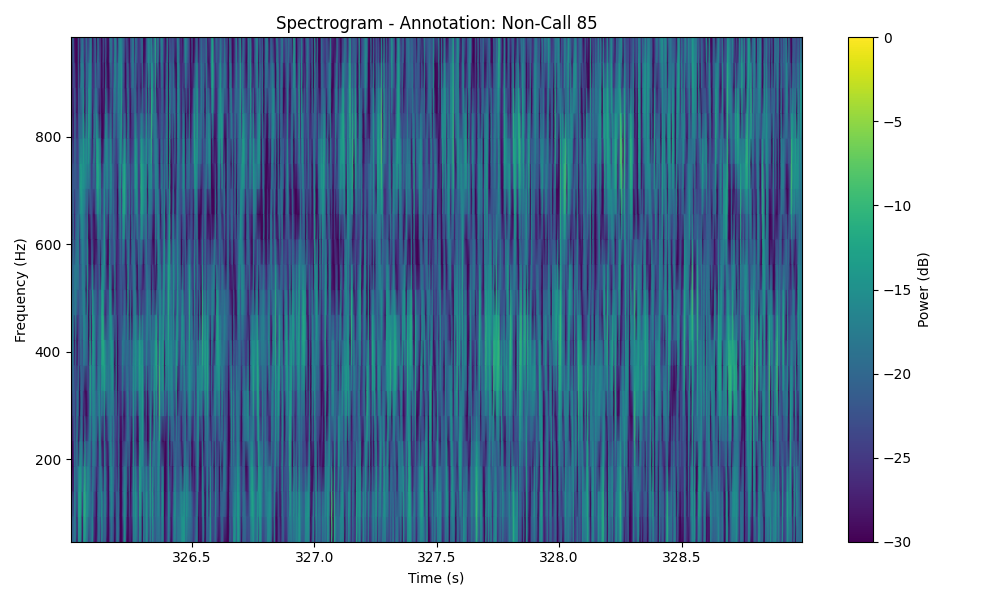 Spectrogram - Annotation: Non-Call 85
Frequency (Hz)
800
600
400
200
326.5 327.0 327.5 328.0 328.5
Time (s)
0
−5
−10
−15
−20
−25
−30
Power (dB)